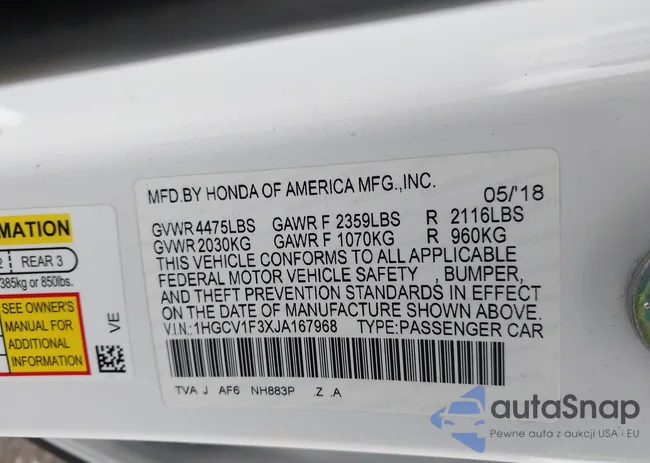 MFD.BY HONDA OF AMERICA MFG.,INC. 05/'18
GVWR 4475LBS GAWR F 2359LBS R 2116LBS
GVWR 2030KG GAWR F 1070KG R 960KG
THIS VEHICLE CONFORMS TO ALL APPLICABLE
FEDERAL MOTOR VEHICLE SAFETY , BUMPER,
AND THEFT PREVENTION STANDARDS IN EFFECT
ON THE DATE OF MANUFACTURE SHOWN ABOVE.
V.I.N.: 1HGCV1F3XJA167968 TYPE:PASSENGER CAR
TVA J AF6 NH883P .Z .A
REAR 3
385kg or 850lbs.
SEE OWNER'S
MANUAL FOR
ADDITIONAL
INFORMATION
VE
autaSnap
Pewne auta z aukcji USA i EU